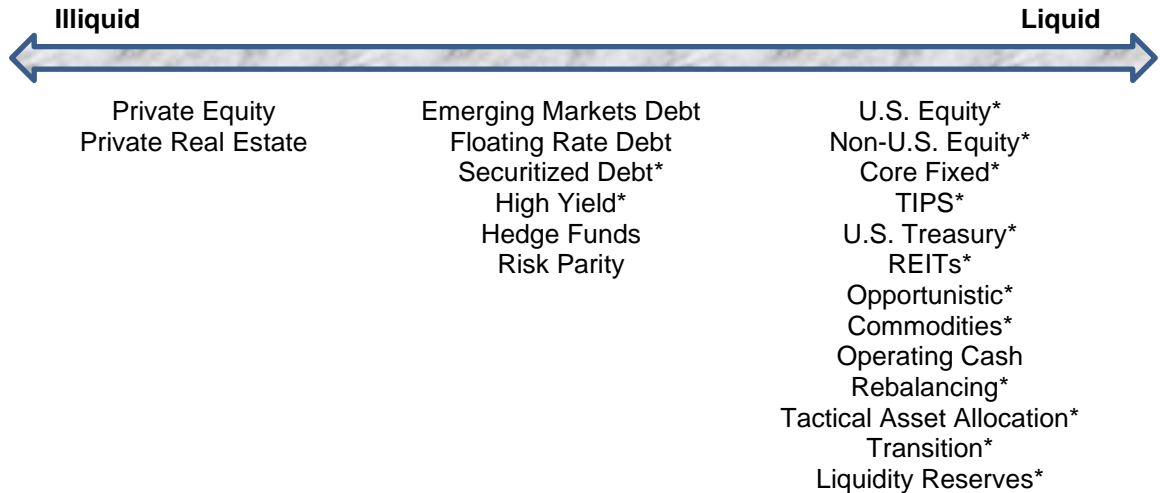 Illiquid
Liquid
Private Equity
Private Real Estate
Emerging Markets Debt
Floating Rate Debt
Securitized Debt*
High Yield*
Hedge Funds
Risk Parity
U.S. Equity*
Non-U.S. Equity*
Core Fixed*
TIPS*
U.S. Treasury*
REITs*
Opportunistic*
Commodities*
Operating Cash
Rebalancing*
Tactical Asset Allocation*
Transition*
Liquidity Reserves*